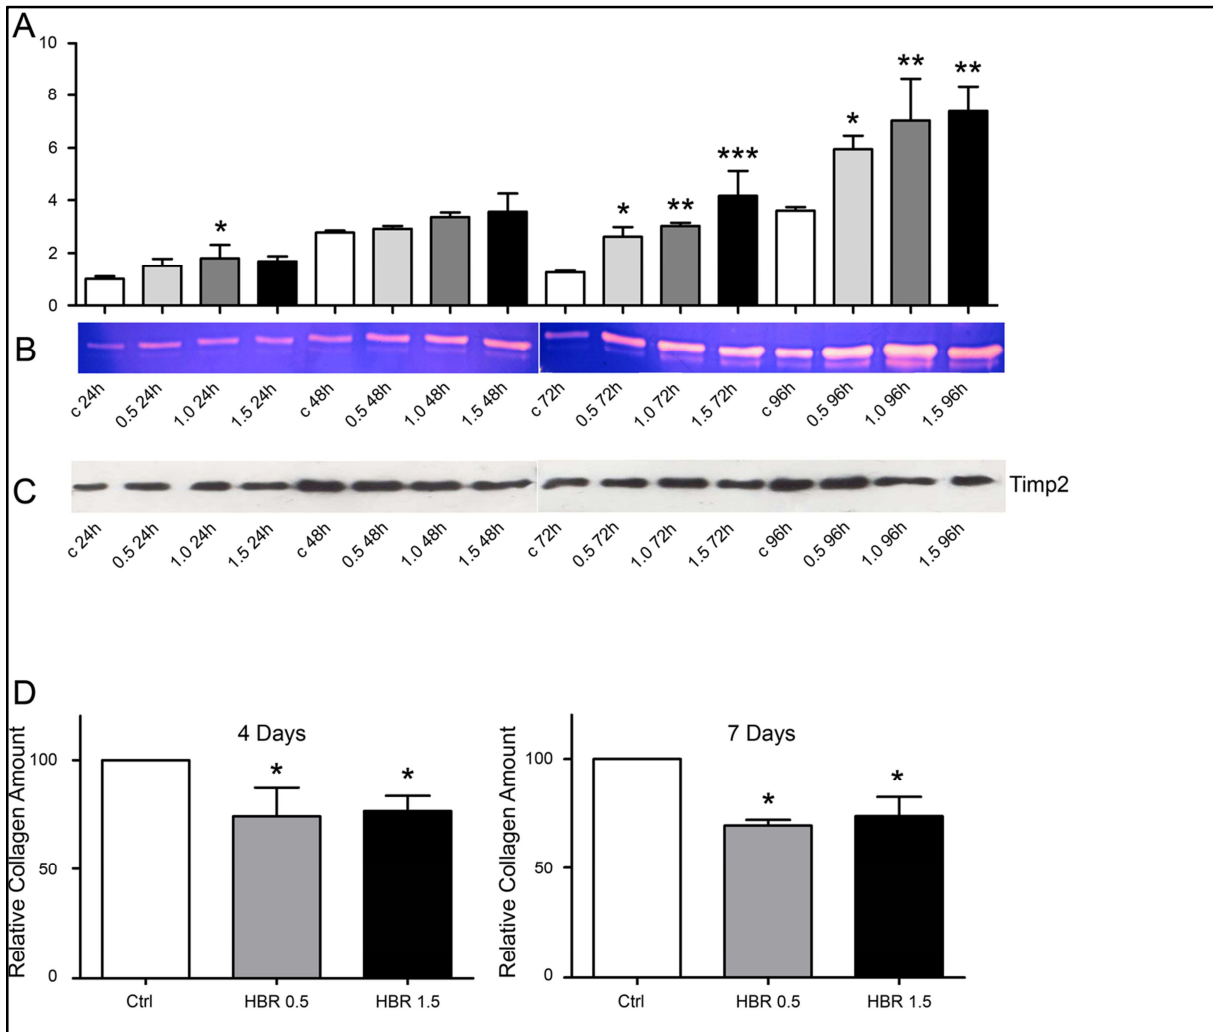 A
10
8
6
4
2
0
* * ** *** * ** **
B
c 24h 0.5 24h 1.0 24h 1.5 24h c 48h 0.5 48h 1.0 48h 1.5 48h c 72h 0.5 72h 1.0 72h 1.5 72h c 96h 0.5 96h 1.0 96h 1.5 96h
C
Timp2
c 24h 0.5 24h 1.0 24h 1.5 24h c 48h 0.5 48h 1.0 48h 1.5 48h c 72h 0.5 72h 1.0 72h 1.5 72h c 96h 0.5 96h 1.0 96h 1.5 96h
D
Relative Collagen Amount
4 Days
100
50
0
* *
Ctrl HBR 0.5 HBR 1.5
Relative Collagen Amount
7 Days
100
50
0
* *
Ctrl HBR 0.5 HBR 1.5